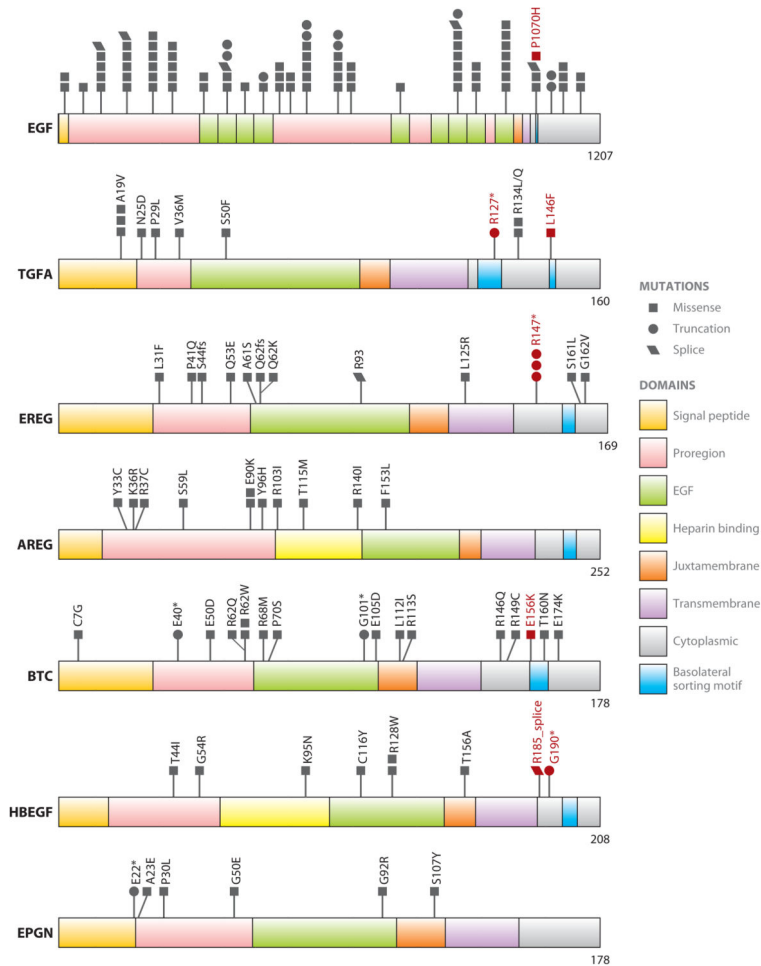 P1070H
EGF
1207
A19V
N25D
P29L
V36M
S50F
R127*
R134L/Q
L146F
TGFA
160
L31F
P41Q
S44fs
Q53E
A61S
Q62fs
Q62K
R93
L125R
R147*
S161L
G162V
EREG
169
Y33C
K36R
R37C
S59L
E90K
Y96H
R103I
T115M
R140I
F153L
AREG
252
C7G
E40*
E50D
R62Q
R62W
R68M
P70S
G101*
E105D
L112I
R113S
R146Q
R149C
E156K
T160N
E174K
BTC
178
T44I
G54R
K95N
C116Y
R128W
T156A
R185_splice
G190*
HBEGF
208
E22*
A23E
P30L
G50E
G92R
S107Y
EPGN
178
MUTATIONS
Missense
Truncation
Splice
DOMAINS
Signal peptide
Proregion
EGF
Heparin binding
Juxtamembrane
Transmembrane
Cytoplasmic
Basolateral
sorting motif